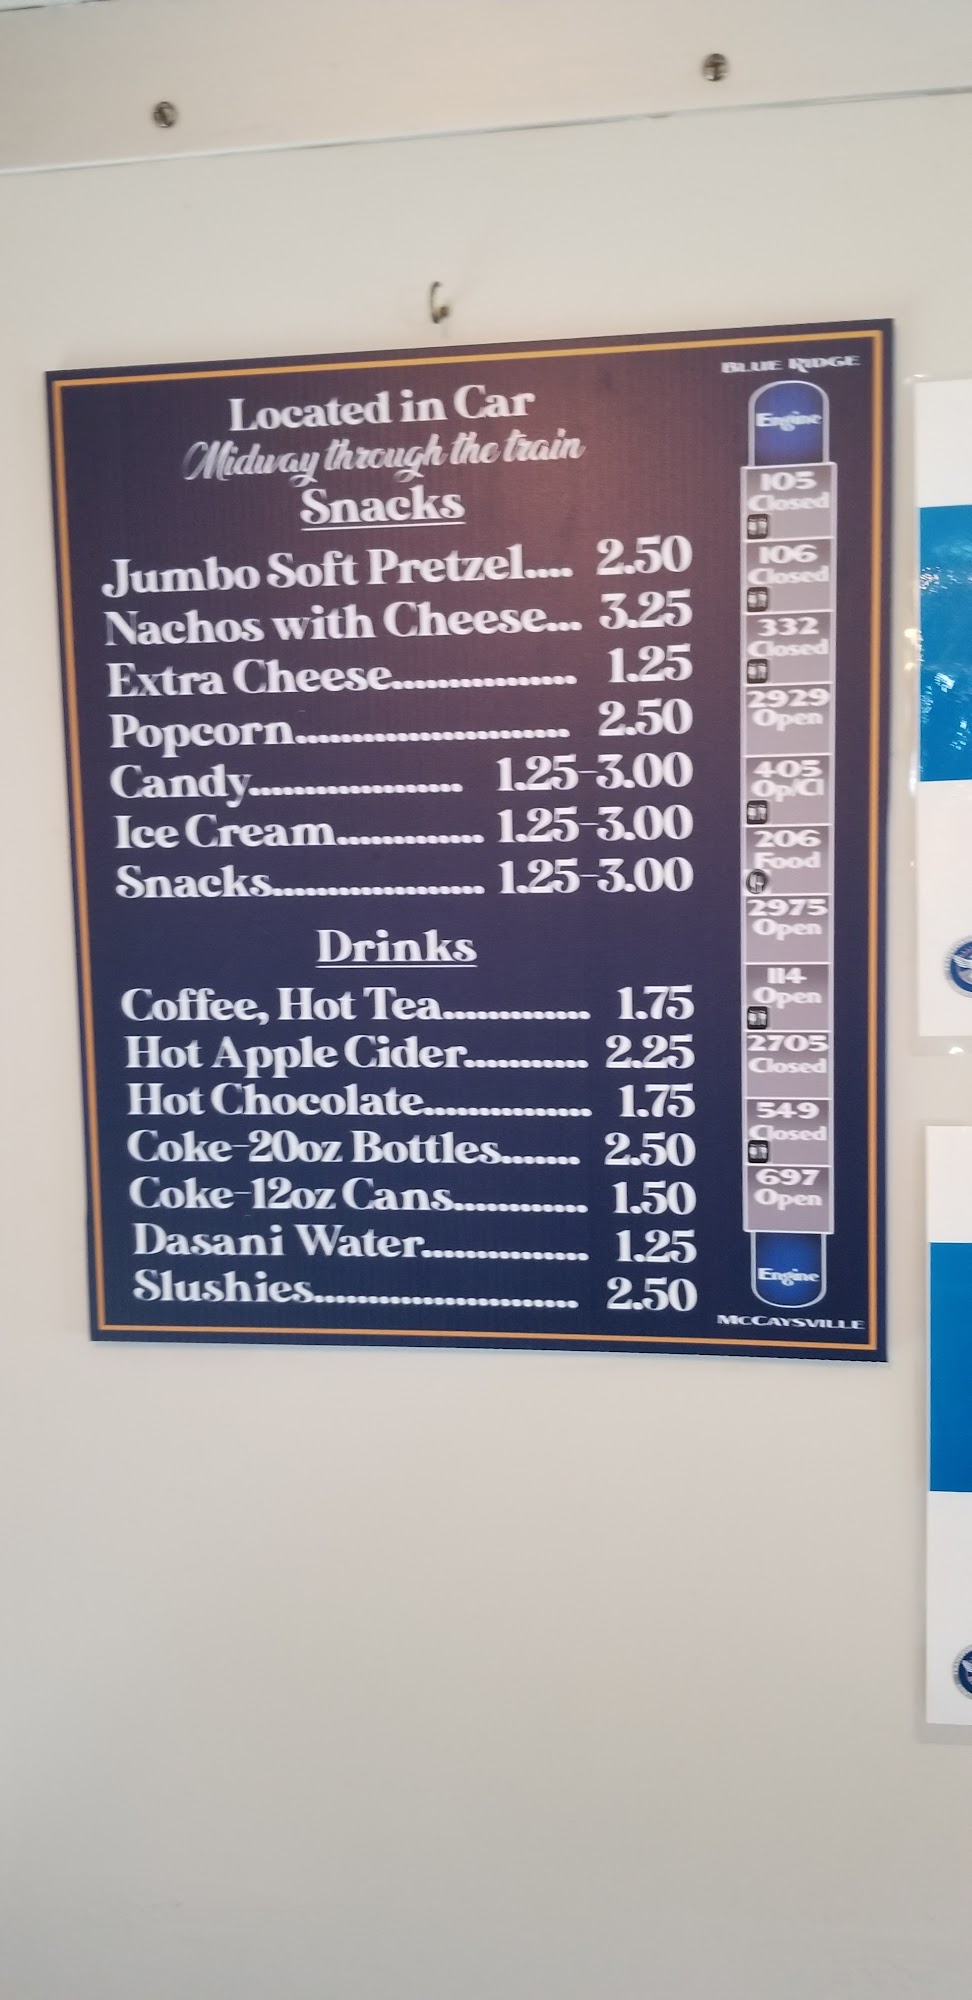 Located in Car
Midway through the train
Snacks
Jumbo Soft Pretzel.... 2.50
Nachos with Cheese... 3.25
Extra Cheese................ 1.25
Popcorn........................ 2.50
Candy................... 1.25-3.00
Ice Cream............. 1.25-3.00
Snacks................... 1.25-3.00
Drinks
Coffee, Hot Tea............. 1.75
Hot Apple Cider........... 2.25
Hot Chocolate............... 1.75
Coke-20oz Bottles....... 2.50
Coke-12oz Cans............ 1.50
Dasani Water............... 1.25
Slushies........................ 2.50
BLUE RIDGE
Engine
105
Closed
106
Closed
332
Closed
2929
Open
405
Op/Cl
206
Food
2975
Open
114
Open
2705
Closed
549
Closed
697
Open
Engine
MCCAYSVILLE